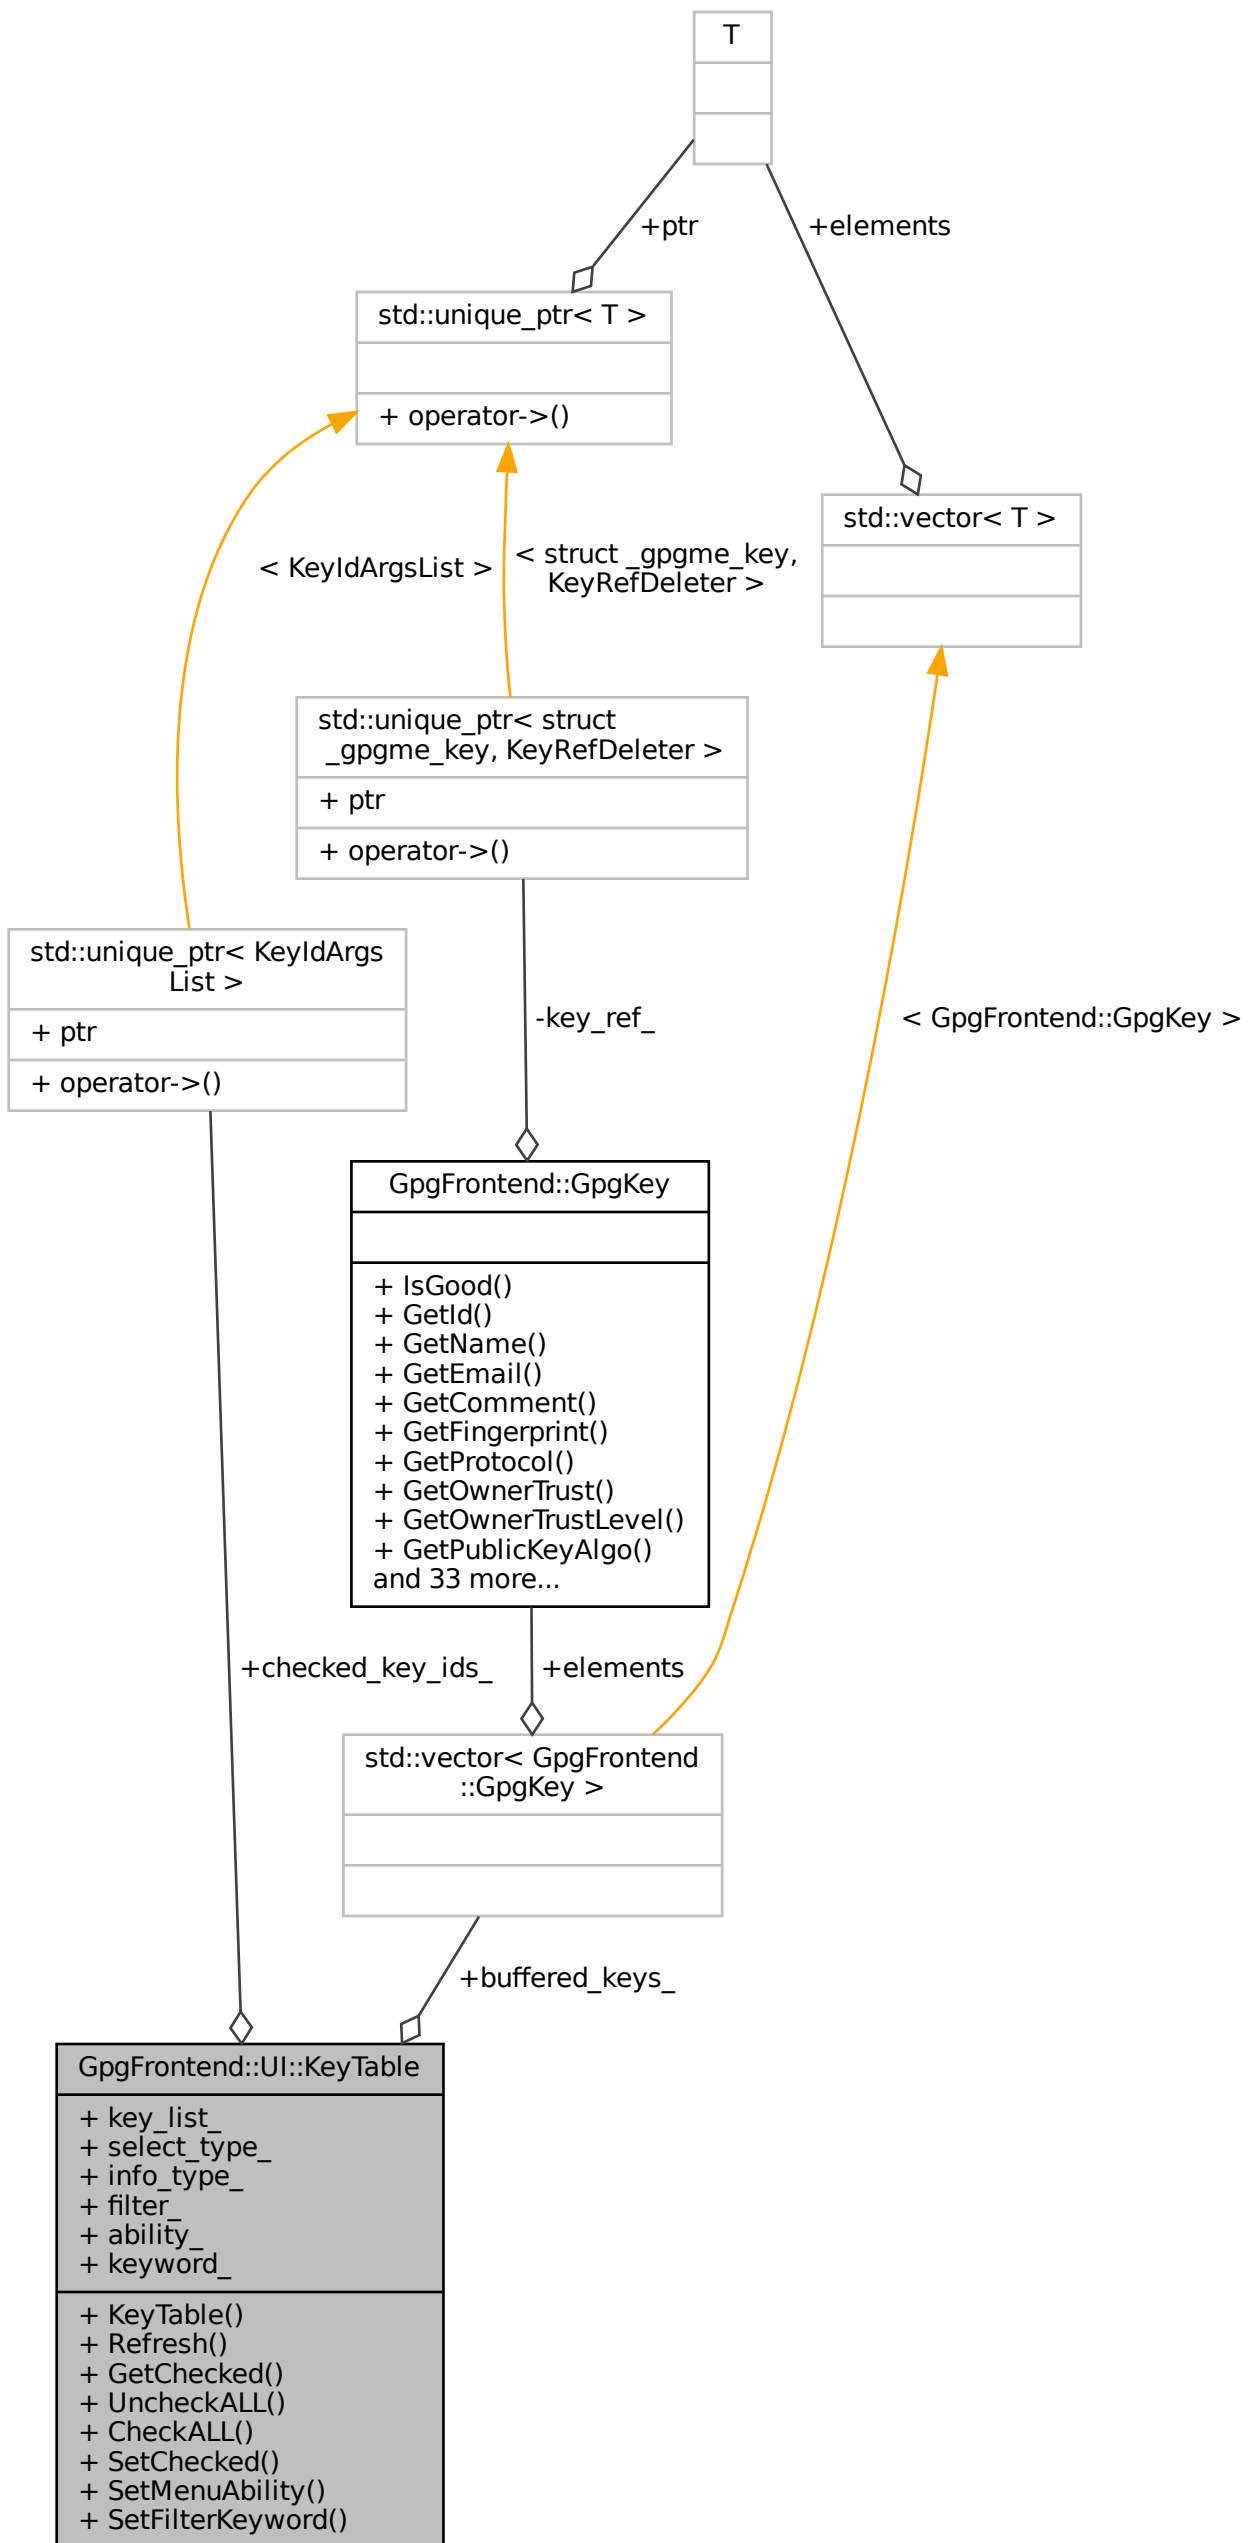 T
+ptr
+elements
std::unique_ptr< T >
+ operator->()
std::vector< T >
< KeyIdArgsList >
< struct _gpgme_key,
KeyRefDeleter >
std::unique_ptr< struct
_gpgme_key, KeyRefDeleter >
+ ptr
+ operator->()
std::unique_ptr< KeyIdArgs
List >
+ ptr
+ operator->()
-key_ref_
< GpgFrontend::GpgKey >
GpgFrontend::GpgKey
+ IsGood()
+ GetId()
+ GetName()
+ GetEmail()
+ GetComment()
+ GetFingerprint()
+ GetProtocol()
+ GetOwnerTrust()
+ GetOwnerTrustLevel()
+ GetPublicKeyAlgo()
and 33 more...
+checked_key_ids_
+elements
std::vector< GpgFrontend
::GpgKey >
+buffered_keys_
GpgFrontend::UI::KeyTable
+ key_list_
+ select_type_
+ info_type_
+ filter_
+ ability_
+ keyword_
+ KeyTable()
+ Refresh()
+ GetChecked()
+ UncheckALL()
+ CheckALL()
+ SetChecked()
+ SetMenuAbility()
+ SetFilterKeyword()